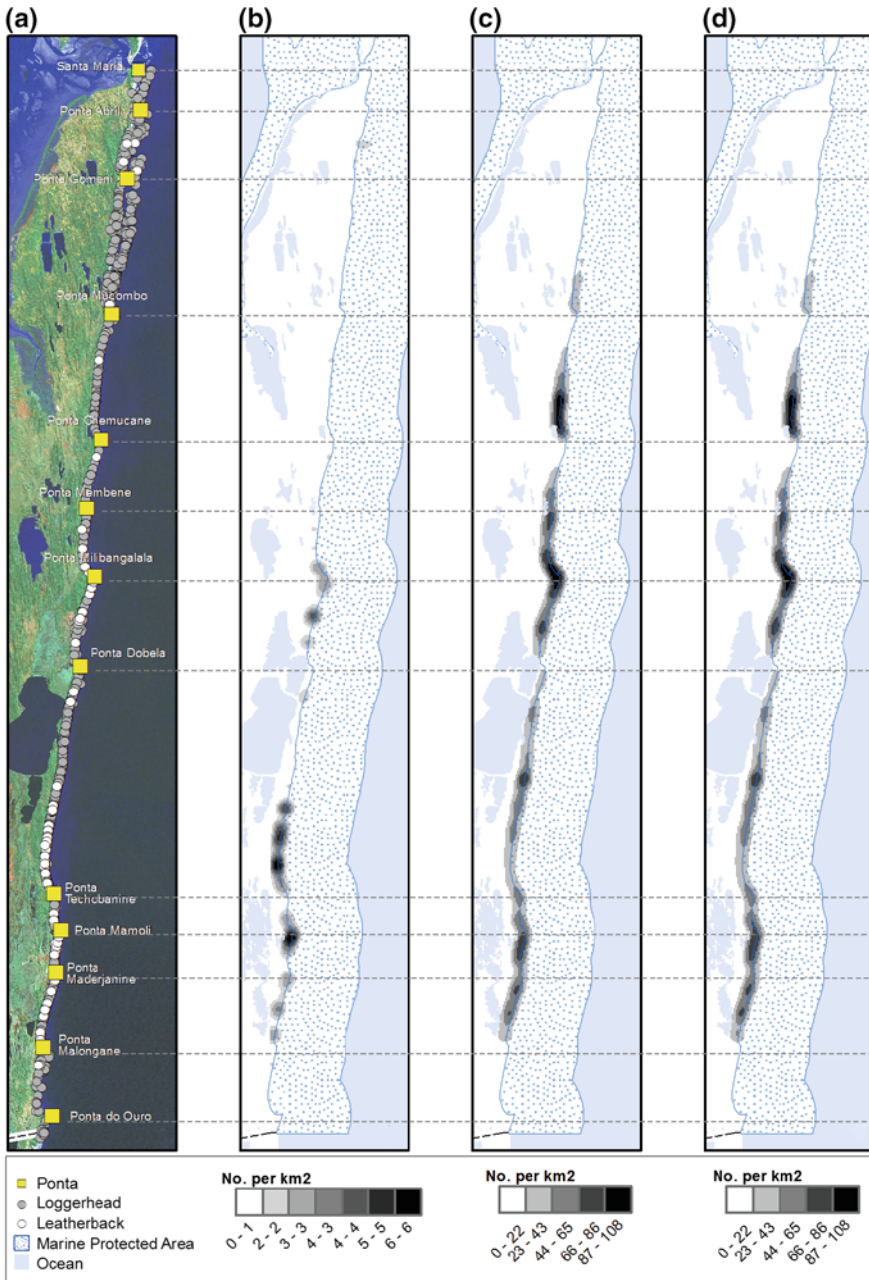 (a) (b) (c) (d)
Santa Maria
Ponta Abril
Ponta Gomeni
Ponta Mucombo
Ponta Chemucane
Ponta Membene
Ponta Milibangalala
Ponta Dobela
Ponta
Techobanine
Ponta Mamoli
Ponta
Maderjanine
Ponta
Malongane
Ponta do Ouro
Ponta
Loggerhead
Leatherback
Marine Protected Area
Ocean
No. per km2
0 - 1
2 - 2
3 - 3
4 - 4
5 - 5
6 - 6
No. per km2
0 - 22
23 - 43
44 - 65
66 - 86
87 - 108
No. per km2
0 - 22
23 - 43
44 - 65
66 - 86
87 - 108